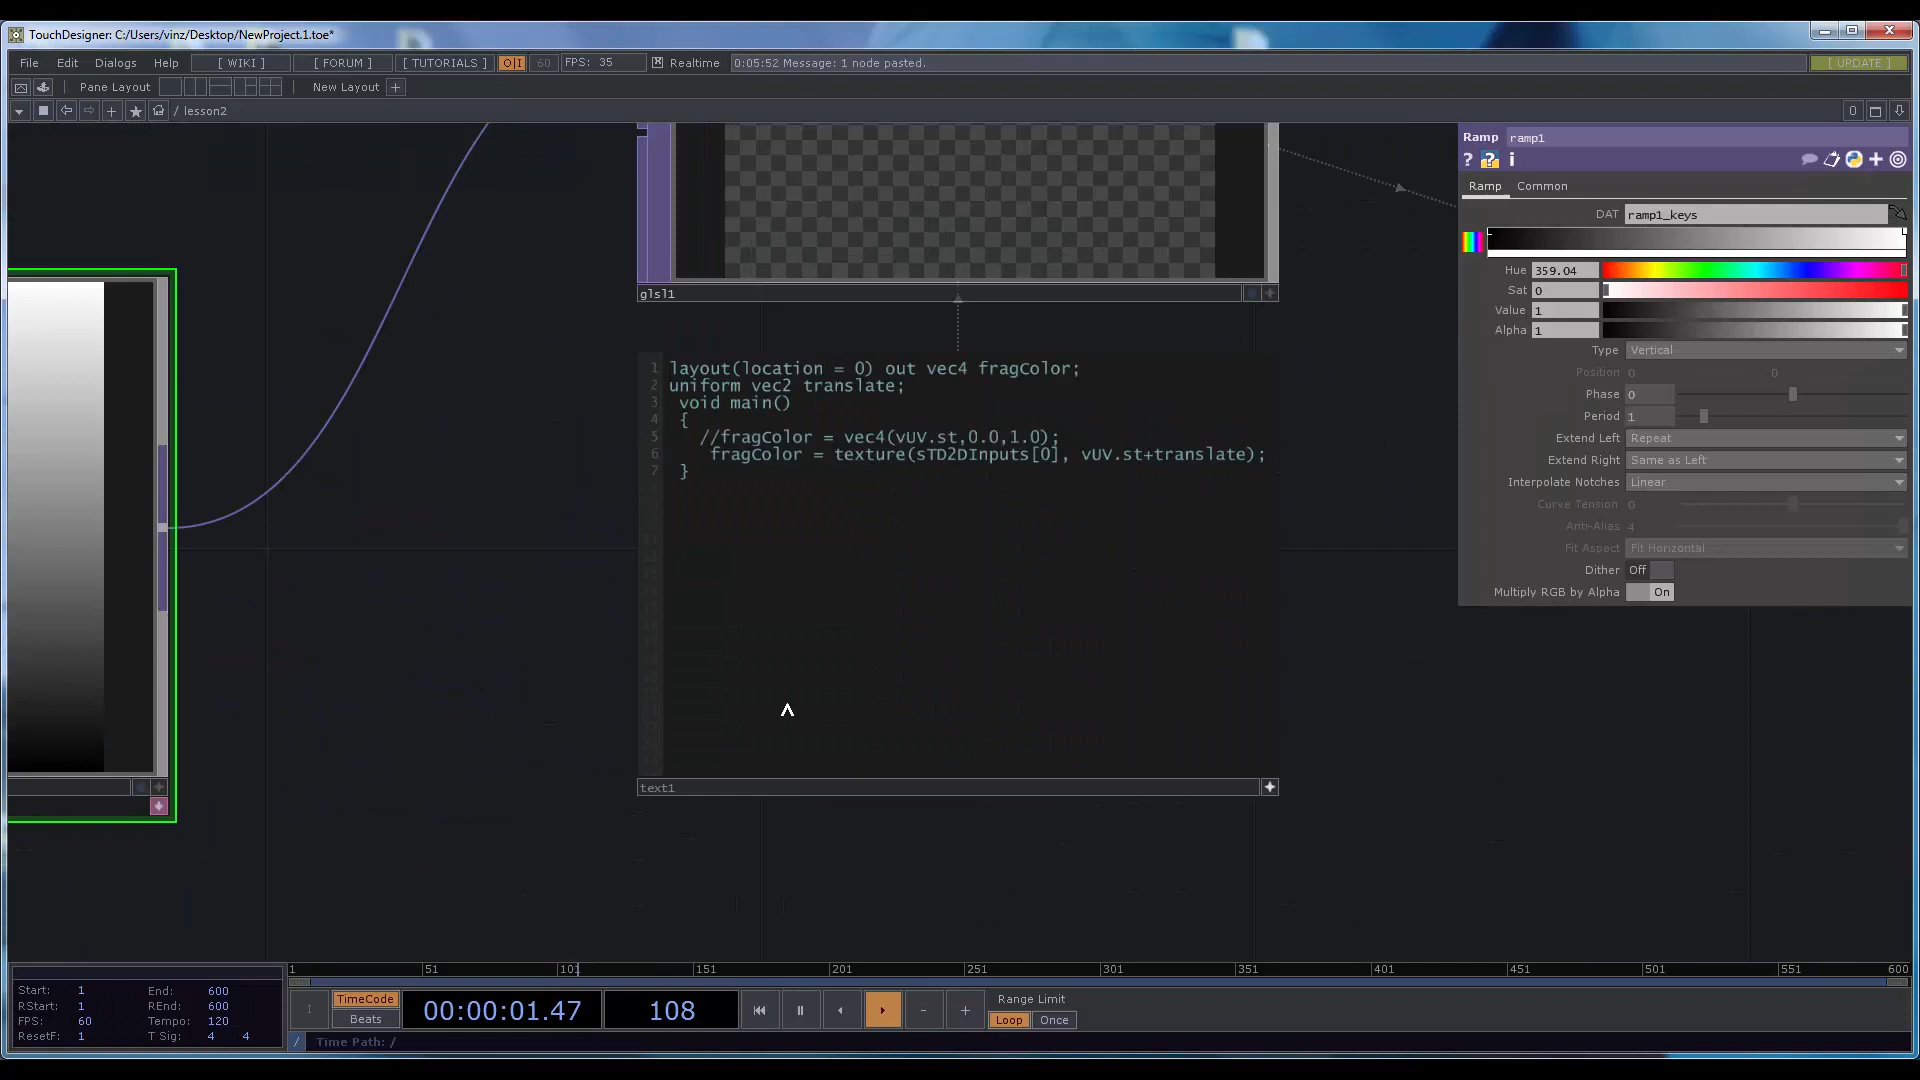 TouchDesigner: C:/Users/vinz/Desktop/NewProject.1.toe*
File Edit Dialogs Help [ WIKI ] [ FORUM ] [ TUTORIALS ] O|I 60 FPS: 35 Realtime 0:05:52 Message: 1 node pasted. [ UPDATE ]
Pane Layout New Layout +
/ lesson2 0
Ramp ramp1
? ? i
Ramp Common
DAT ramp1_keys
Hue 359.04
Sat 0
Value 1
Alpha 1
Type Vertical
Position 0 0
Phase 0
Period 1
Extend Left Repeat
Extend Right Same as Left
Interpolate Notches Linear
Curve Tension 0
Anti-Alias 4
Fit Aspect Fit Horizontal
Dither Off
Multiply RGB by Alpha On
glsl1
1 layout(location = 0) out vec4 fragColor;
2 uniform vec2 translate;
3 void main()
4 {
5 //fragColor = vec4(vUV.st,0.0,1.0);
6 fragColor = texture(sTD2DInputs[0], vUV.st+translate);
7 }
text1
1 51 101 151 201 251 301 351 401 451 501 551 600
Start: 1 End: 600
RStart: 1 REnd: 600
FPS: 60 Tempo: 120
ResetF: 1 T Sig: 4 4
1 TimeCode 00:00:01.47 108 - + Range Limit
Beats Loop Once
/ Time Path: /